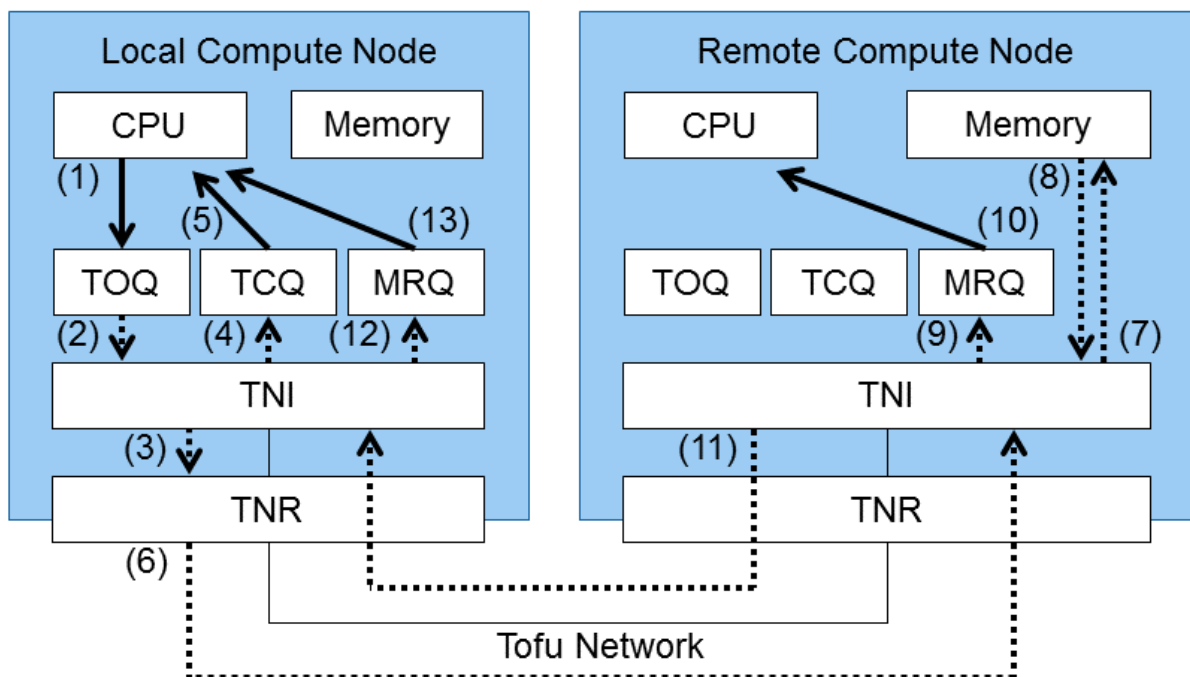 Local Compute Node
CPU
Memory
(1)
(5)
(13)
TOQ
TCQ
MRQ
(2)
(4)
(12)
TNI
(3)
TNR
(6)
Remote Compute Node
CPU
Memory
(8)
(10)
TOQ
TCQ
MRQ
(9)
(7)
TNI
(11)
TNR
Tofu Network